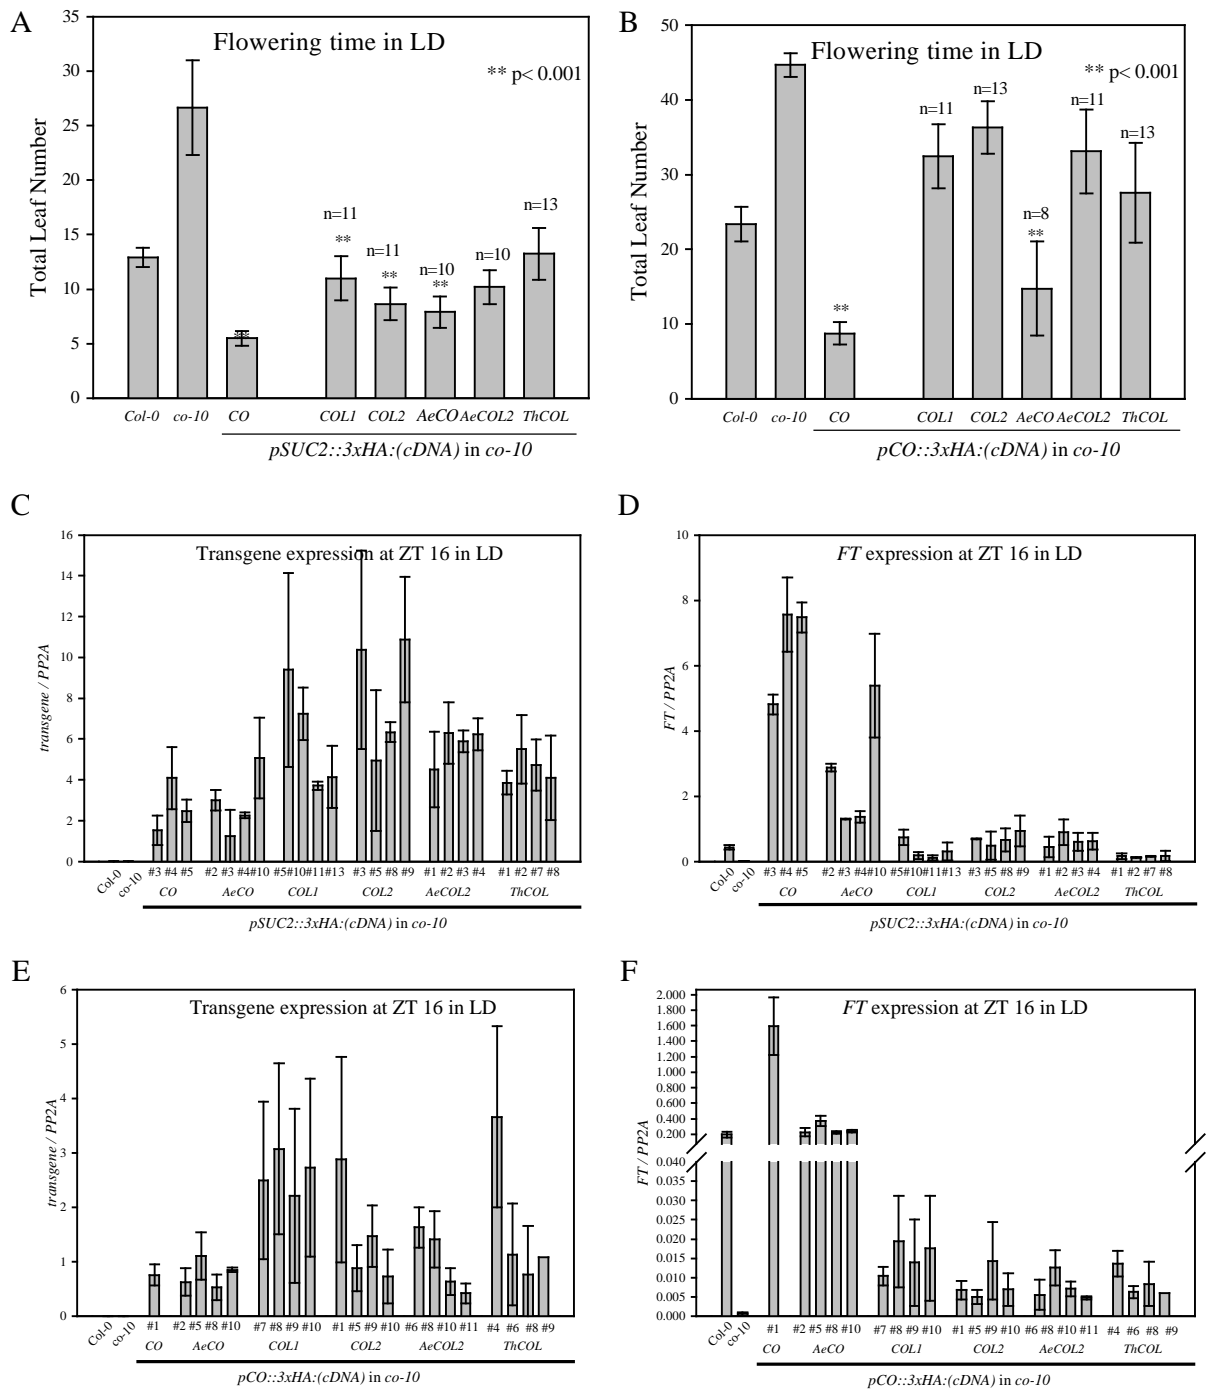 A
Flowering time in LD
** p< 0.001
Total Leaf Number
35
30
25
20
15
10
5
0
n=11
**
n=11
**
n=10
**
n=10
n=13
**
Col-0 co-10 CO COL1 COL2 AeCO AeCOL2 ThCOL
pSUC2::3xHA:(cDNA) in co-10
B
Flowering time in LD
** p< 0.001
Total Leaf Number
50
40
30
20
10
0
**
n=11
n=13
n=8
**
n=11
n=13
Col-0 co-10 CO COL1 COL2 AeCO AeCOL2 ThCOL
pCO::3xHA:(cDNA) in co-10
C
Transgene expression at ZT 16 in LD
transgene / PP2A
16
14
12
10
8
6
4
2
0
Col-0 co-10 #3 #4 #5 #2 #3 #4 #10 #5 #10 #11 #13 #3 #5 #8 #9 #1 #2 #3 #4 #1 #2 #7 #8
CO AeCO COL1 COL2 AeCOL2 ThCOL
pSUC2::3xHA:(cDNA) in co-10
D
FT expression at ZT 16 in LD
FT / PP2A
10
8
6
4
2
0
Col-0 co-10 #3 #4 #5 #2 #3 #4 #10 #5 #10 #11 #13 #3 #5 #8 #9 #1 #2 #3 #4 #1 #2 #7 #8
CO AeCO COL1 COL2 AeCOL2 ThCOL
pSUC2::3xHA:(cDNA) in co-10
E
Transgene expression at ZT 16 in LD
transgene / PP2A
6
5
4
3
2
1
0
Col-0 co-10 #1 #2 #5 #8 #10 #7 #8 #9 #10 #1 #5 #9 #10 #6 #8 #10 #11 #4 #6 #8 #9
CO AeCO COL1 COL2 AeCOL2 ThCOL
pCO::3xHA:(cDNA) in co-10
F
FT expression at ZT 16 in LD
FT / PP2A
2.000
1.800
1.600
1.400
1.200
1.000
0.800
0.600
0.400
0.200
0.040
0.035
0.030
0.025
0.020
0.015
0.010
0.005
0.000
Col-0 co-10 #1 #2 #5 #8 #10 #7 #8 #9 #10 #1 #5 #9 #10 #6 #8 #10 #11 #4 #6 #8 #9
CO AeCO COL1 COL2 AeCOL2 ThCOL
pCO::3xHA:(cDNA) in co-10